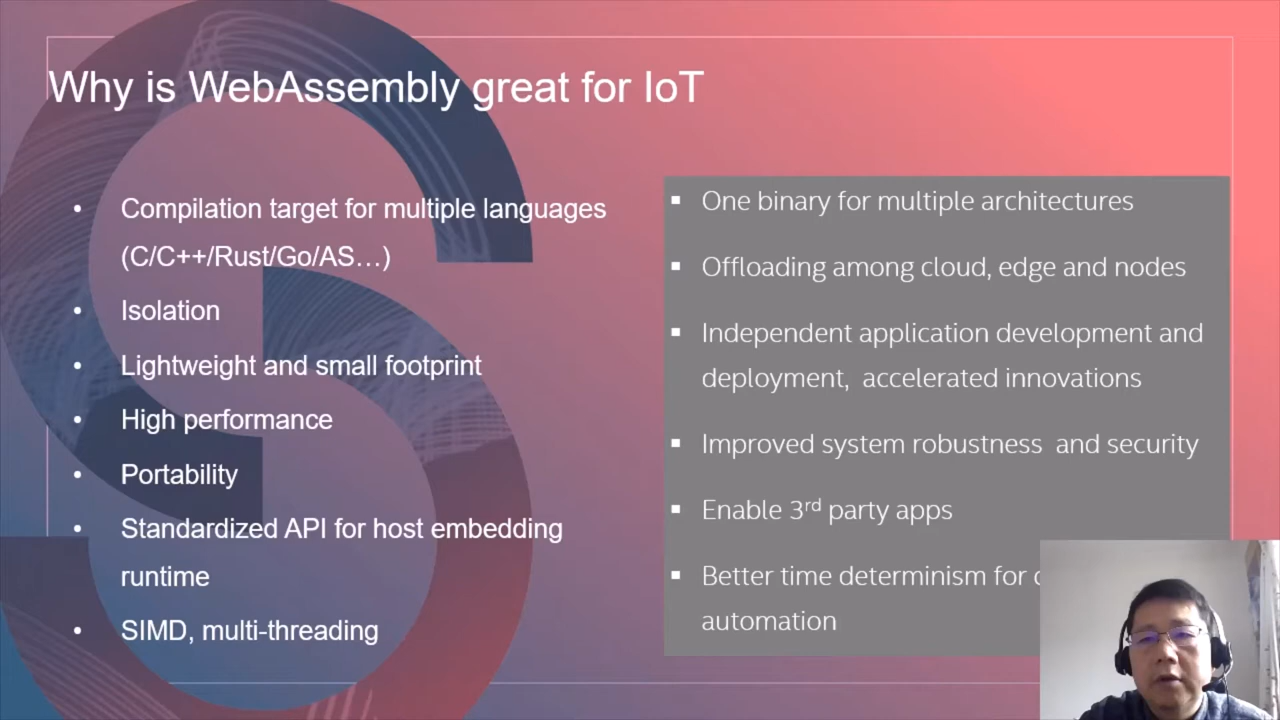 Why is WebAssembly great for IoT
• Compilation target for multiple languages
(C/C++/Rust/Go/AS…)
• Isolation
• Lightweight and small footprint
• High performance
• Portability
• Standardized API for host embedding
runtime
• SIMD, multi-threading
▪ One binary for multiple architectures
▪ Offloading among cloud, edge and nodes
▪ Independent application development and
deployment, accelerated innovations
▪ Improved system robustness and security
▪ Enable 3rd party apps
▪ Better time determinism for
automation